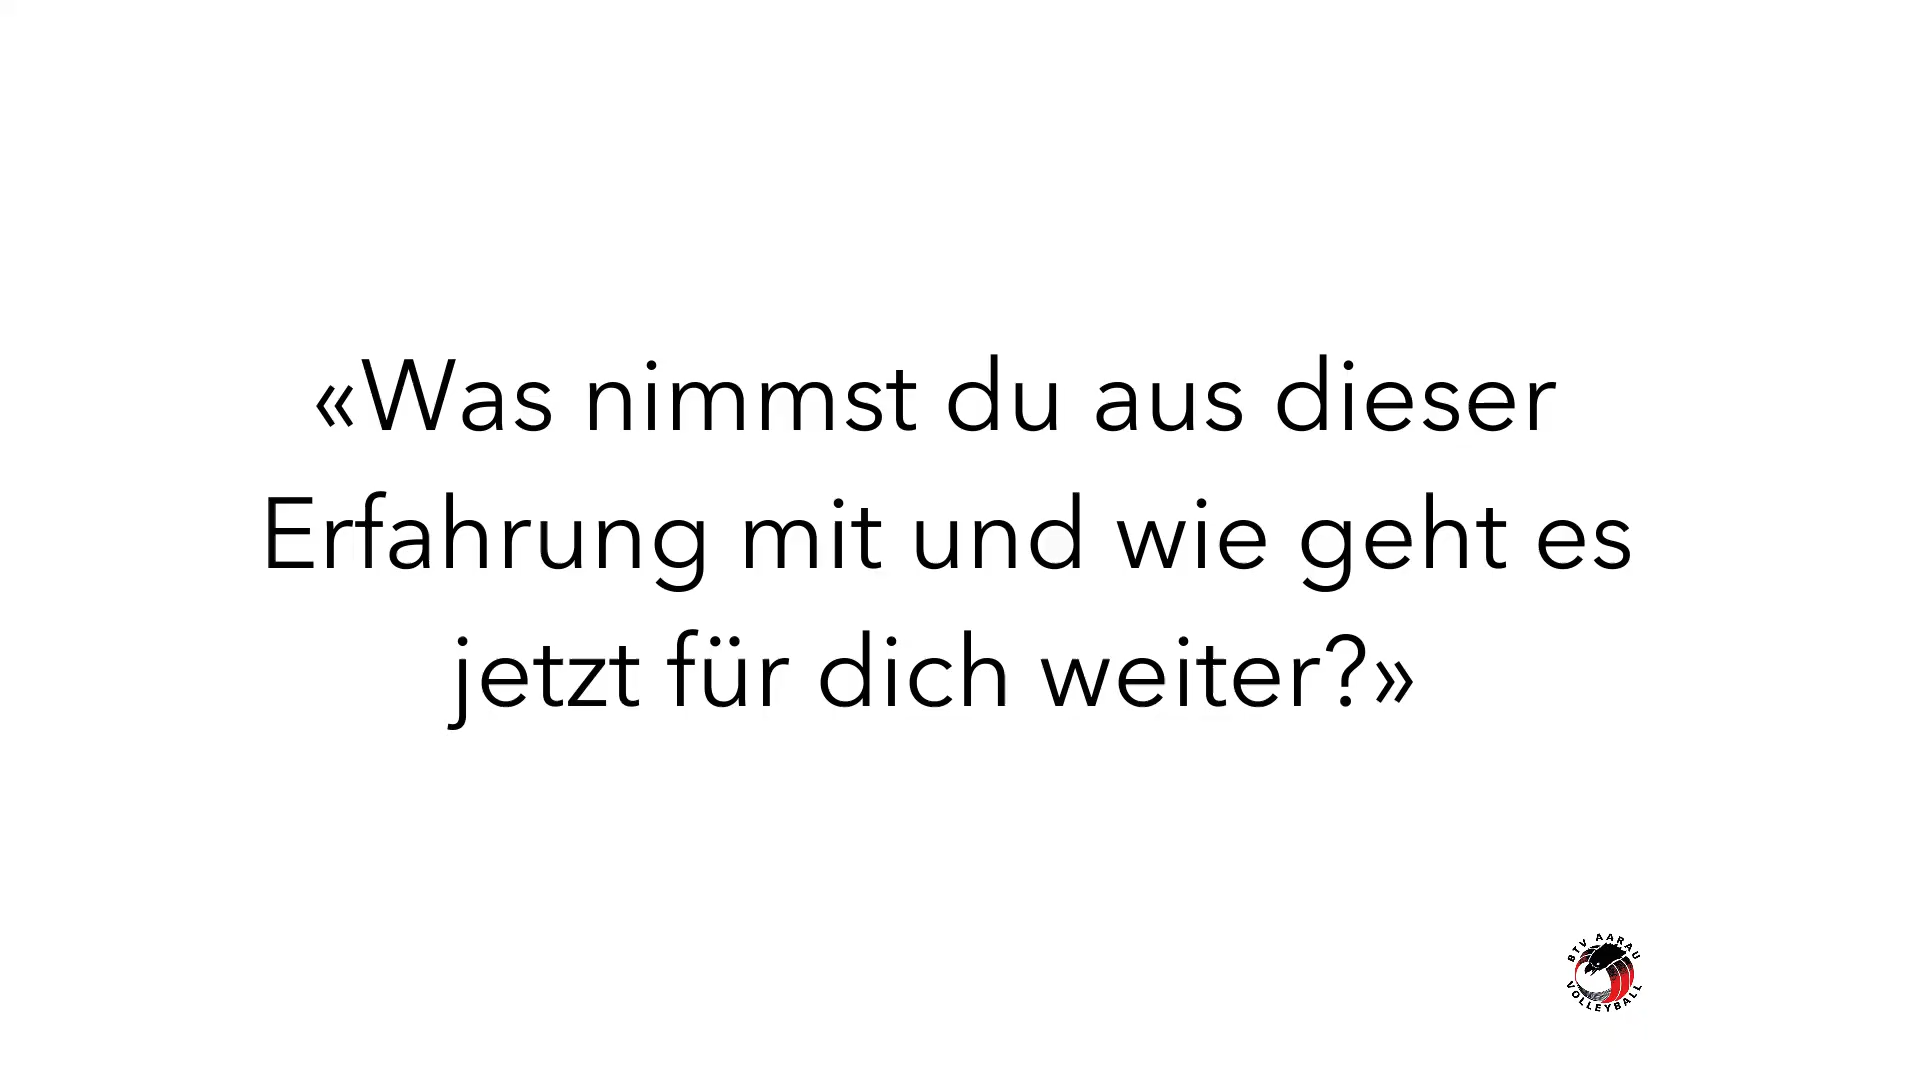 «Was nimmst du aus dieser
Erfahrung mit und wie geht es
jetzt für dich weiter?»
BTV AARAU
VOLLEYBALL